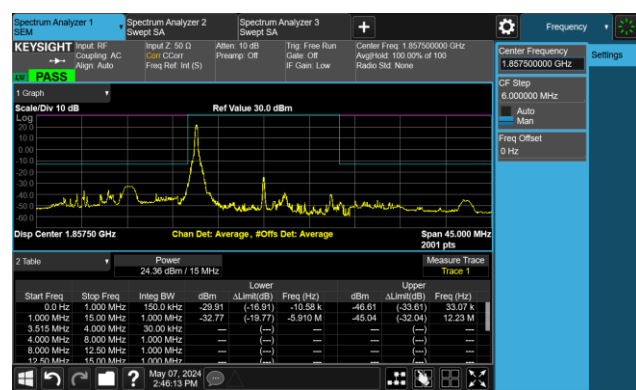 Spectrum Analyzer 1
SEM
Spectrum Analyzer 2
Swept SA
Spectrum Analyzer 3
Swept SA
Frequency
KEYSIGHT
Input: RF
Coupling: AC
Align: Auto
Input Z: 50 Ω
Corr CCorr
Freq Ref: Int (S)
Atten: 10 dB
Preamp: Off
Trig: Free Run
Gate: Off
IF Gain: Low
Center Freq: 1.857500000 GHz
Avg|Hold: 100.00% of 100
Radio Std: None
PASS
Center Frequency
1.857500000 GHz
Settings
CF Step
6.000000 MHz
Auto
Man
Freq Offset
0 Hz
1 Graph
Scale/Div 10 dB
Ref Value 30.0 dBm
Log
20.0
10.0
0.00
-10.0
-20.0
-30.0
-40.0
-50.0
-60.0
Disp Center 1.85750 GHz
Chan Det: Average, #Offs Det: Average
Span 45.000 MHz
2001 pts
2 Table
Power
24.36 dBm / 15 MHz
Measure Trace
Trace 1
Lower Upper
Start Freq Stop Freq Integ BW dBm ΔLimit(dB) Freq (Hz) dBm ΔLimit(dB) Freq (Hz)
0.0 Hz 1.000 MHz 150.0 kHz -29.91 (-16.91) -10.58 k -46.61 (-33.61) 33.07 k
1.000 MHz 15.00 MHz 1.000 MHz -32.77 (-19.77) -5.910 M -45.04 (-32.04) 12.23 M
3.515 MHz 4.000 MHz 30.00 kHz --- (---) --- --- (---) ---
4.000 MHz 8.000 MHz 1.000 MHz --- (---) --- --- (---) ---
8.000 MHz 12.50 MHz 1.000 MHz --- (---) --- --- (---) ---
12.50 MHz 15.00 MHz 1.000 MHz --- (---) --- --- (---) ---
May 07, 2024
2:46:13 PM